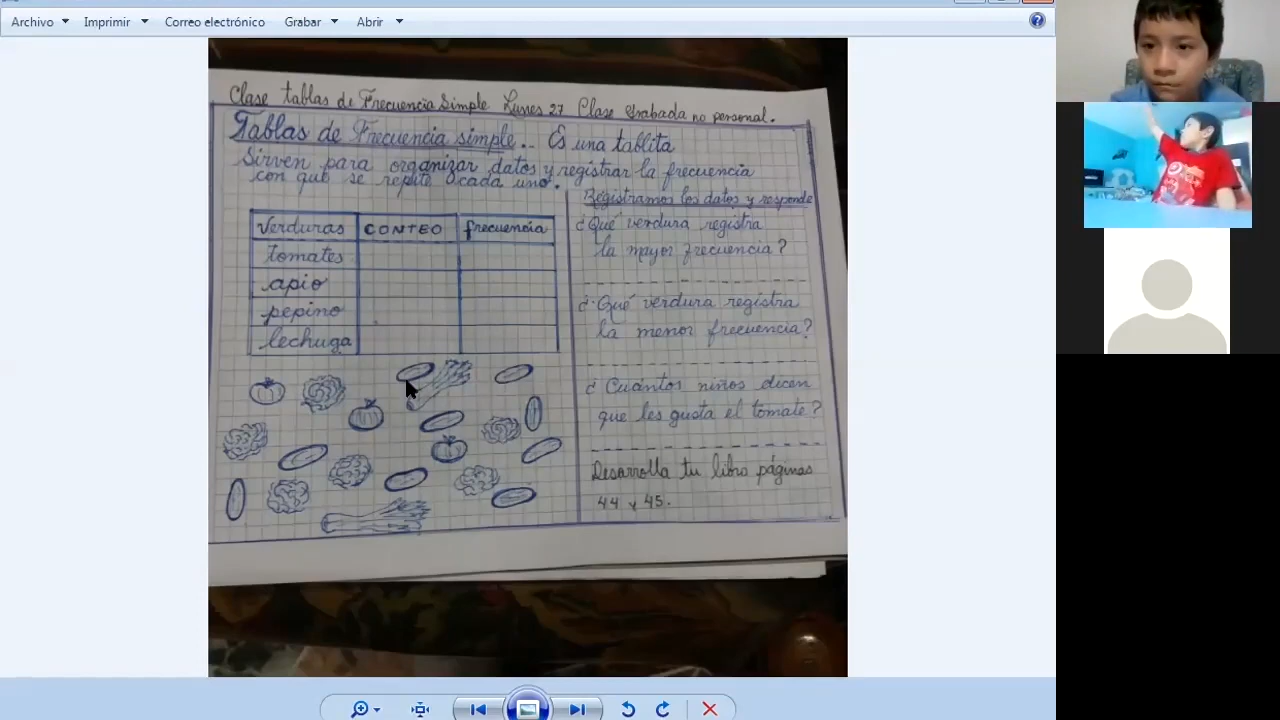 Archivo Imprimir Correo electrónico Grabar Abrir
Clase tablas de Frecuencia Simple Lunes 27 Clase grabada no personal.
Tablas de Frecuencia simple.. Es una tablita
Sirven para organizar datos y registrar la frecuencia
con que se repite cada uno.
Verduras CONTEO frecuencia
tomates
apio
pepino
lechuga
Registramos los datos y responde
¿Qué verdura registra
la mayor frecuencia?
¿Qué verdura registra
la menor frecuencia?
¿Cuántos niños dicen
que les gusta el tomate?
Desarrolla tu libro páginas
44 y 45.